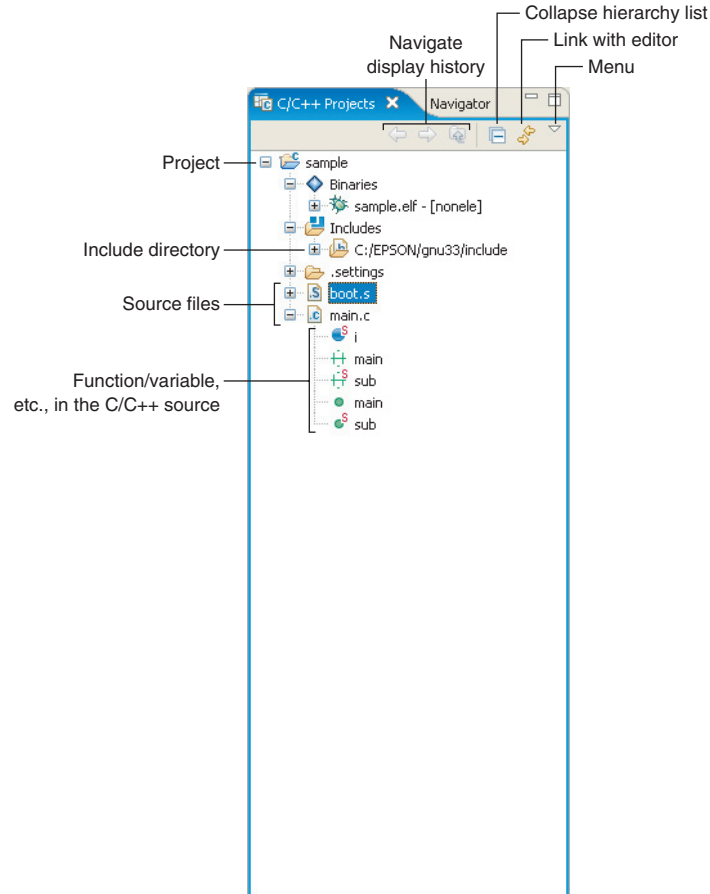 Collapse hierarchy list
Navigate
display history
Link with editor
Menu
C/C++ Projects
Navigator
Project
sample
Binaries
sample.elf - [nonele]
Includes
Include directory
C:/EPSON/gnu33/include
.settings
Source files
.S boot.s
.c main.c
S i
main
Function/variable,
etc., in the C/C++ source
S sub
main
S sub